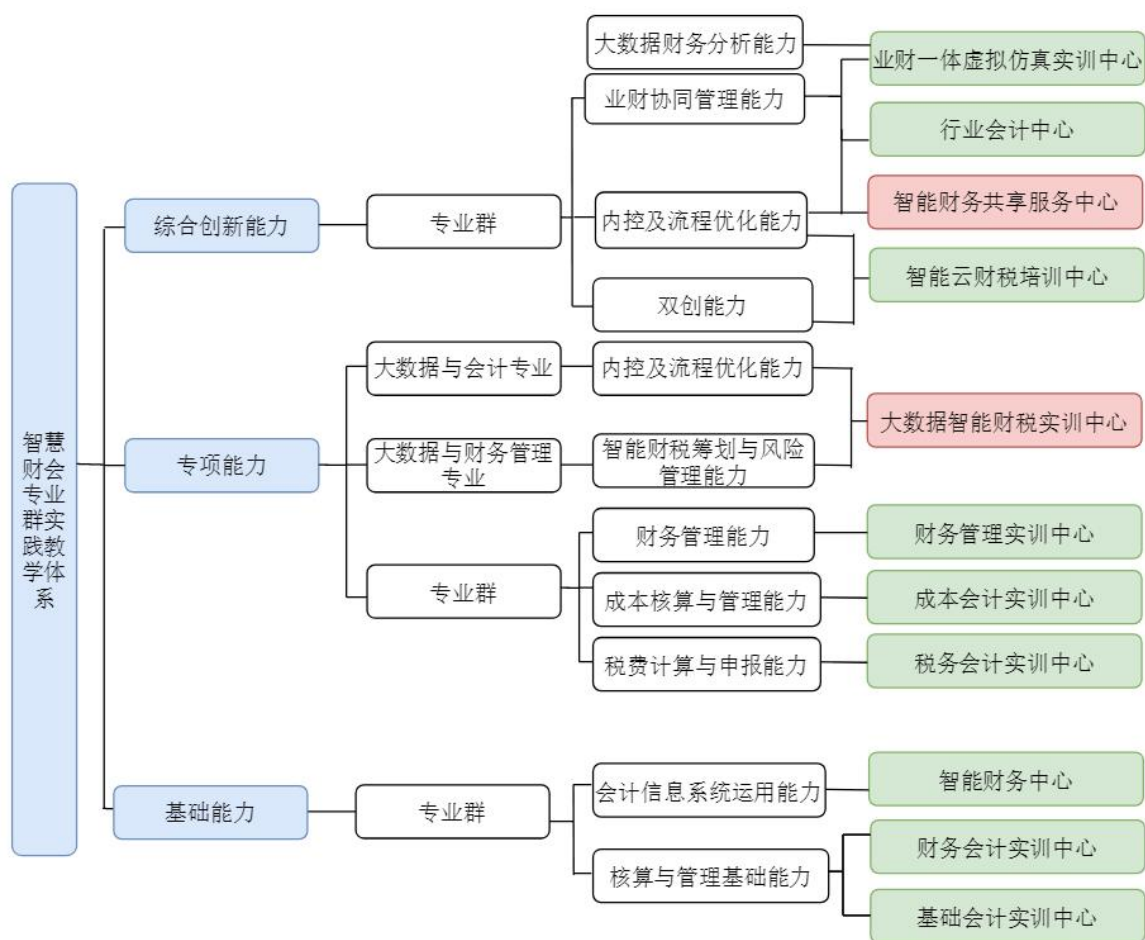 大数据财务分析能力
业财一体虚拟仿真实训中心
业财协同管理能力
行业会计中心
综合创新能力
专业群
内控及流程优化能力
智能财务共享服务中心
智能云财税培训中心
双创能力
大数据与会计专业
内控及流程优化能力
大数据智能财税实训中心
智慧
财会
专业
群实
践教
学体
系
专项能力
大数据与财务管理
专业
智能财税筹划与风险
管理能力
财务管理能力
财务管理实训中心
专业群
成本核算与管理能力
成本会计实训中心
税费计算与申报能力
税务会计实训中心
基础能力
专业群
会计信息系统运用能力
智能财务中心
核算与管理基础能力
财务会计实训中心
基础会计实训中心